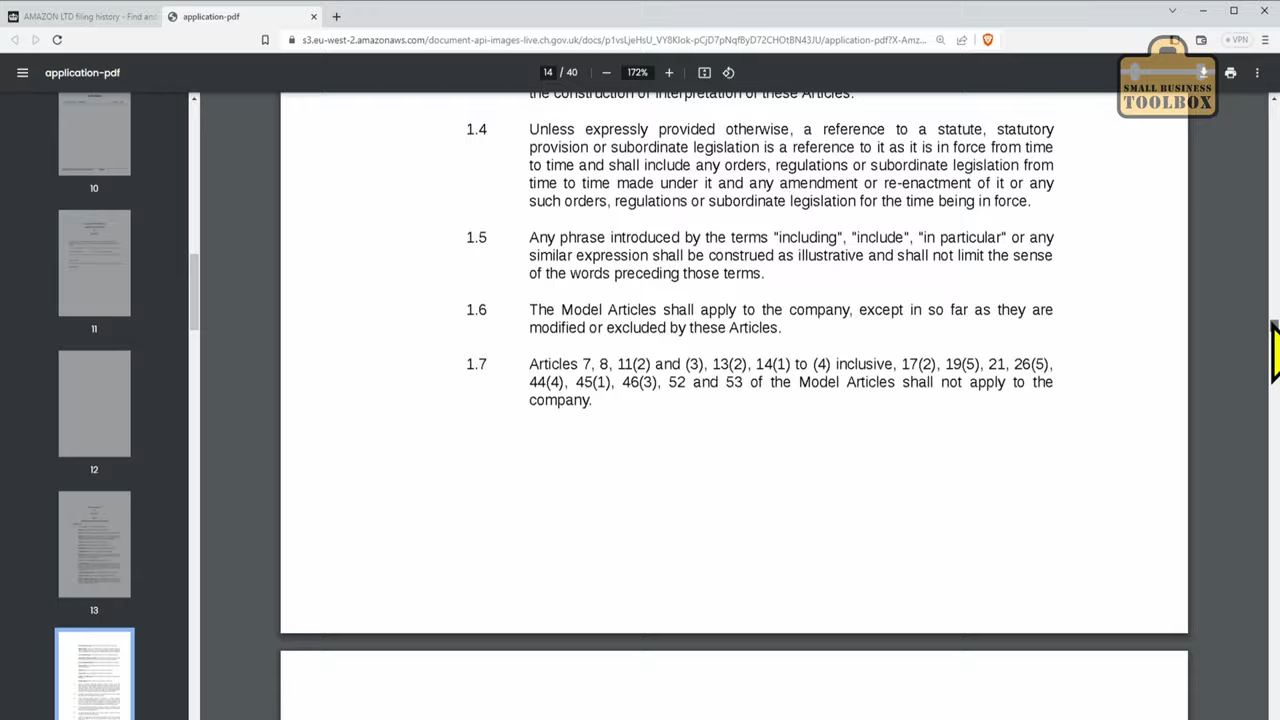 AMAZON LTD filing history - Find and
application-pdf
s3.eu-west-2.amazonaws.com/document-api-images-live.ch.gov.uk/docs/p1vsLjeHsU_VY8Klok-pCjD7pNqfByD72CHOtBN43JU/application-pdf?X-Amz...
VPN
application-pdf
14 / 40
172%
SMALL BUSINESS
TOOLBOX
10
11
12
13
the construction or interpretation of these Articles.
1.4 Unless expressly provided otherwise, a reference to a statute, statutory
provision or subordinate legislation is a reference to it as it is in force from time
to time and shall include any orders, regulations or subordinate legislation from
time to time made under it and any amendment or re-enactment of it or any
such orders, regulations or subordinate legislation for the time being in force.
1.5 Any phrase introduced by the terms "including", "include", "in particular" or any
similar expression shall be construed as illustrative and shall not limit the sense
of the words preceding those terms.
1.6 The Model Articles shall apply to the company, except in so far as they are
modified or excluded by these Articles.
1.7 Articles 7, 8, 11(2) and (3), 13(2), 14(1) to (4) inclusive, 17(2), 19(5), 21, 26(5),
44(4), 45(1), 46(3), 52 and 53 of the Model Articles shall not apply to the
company.